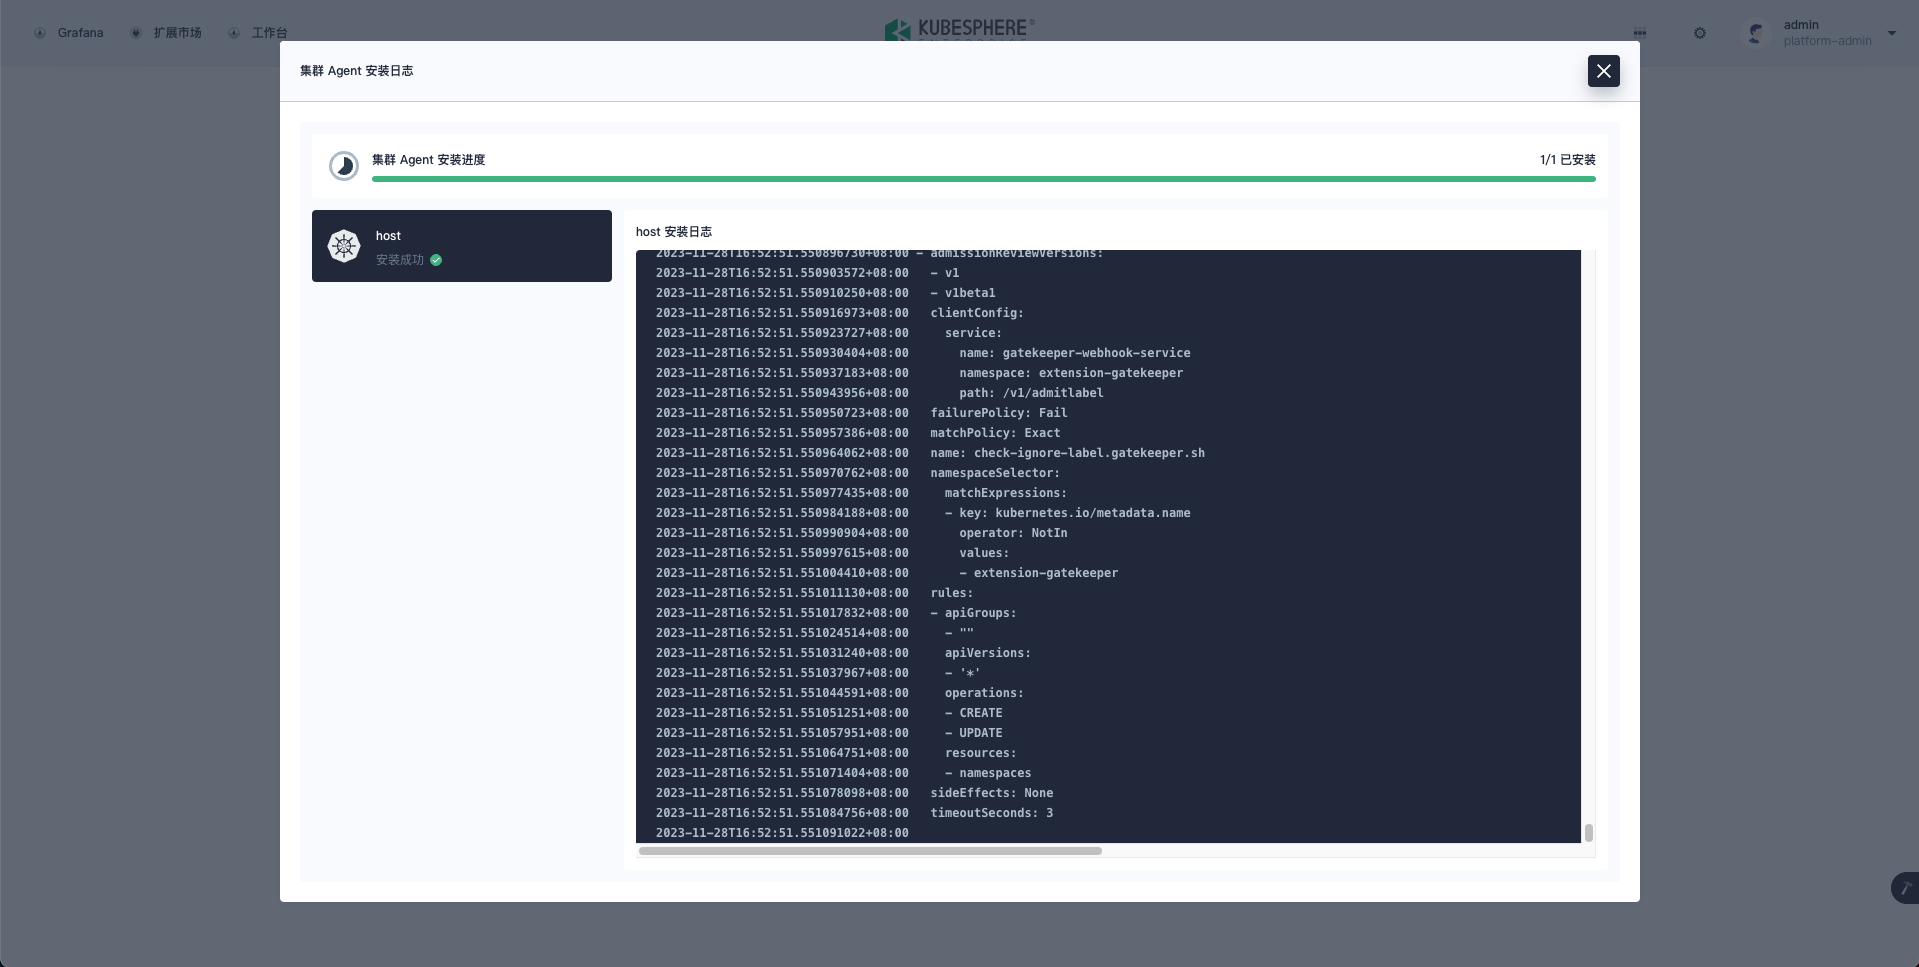 Grafana
扩展市场
工作台
KUBESPHERE®
admin
platform-admin
集群 Agent 安装日志
集群 Agent 安装进度
1/1 已安装
host
安装成功
host 安装日志
2023-11-28T16:52:51.550896730+08:00 - admissionReviewVersions:
2023-11-28T16:52:51.550903572+08:00   - v1
2023-11-28T16:52:51.550910250+08:00   - v1beta1
2023-11-28T16:52:51.550916973+08:00   clientConfig:
2023-11-28T16:52:51.550923727+08:00     service:
2023-11-28T16:52:51.550930404+08:00       name: gatekeeper-webhook-service
2023-11-28T16:52:51.550937183+08:00       namespace: extension-gatekeeper
2023-11-28T16:52:51.550943956+08:00       path: /v1/admitlabel
2023-11-28T16:52:51.550950723+08:00   failurePolicy: Fail
2023-11-28T16:52:51.550957386+08:00   matchPolicy: Exact
2023-11-28T16:52:51.550964062+08:00   name: check-ignore-label.gatekeeper.sh
2023-11-28T16:52:51.550970762+08:00   namespaceSelector:
2023-11-28T16:52:51.550977435+08:00     matchExpressions:
2023-11-28T16:52:51.550984188+08:00     - key: kubernetes.io/metadata.name
2023-11-28T16:52:51.550990904+08:00       operator: NotIn
2023-11-28T16:52:51.550997615+08:00       values:
2023-11-28T16:52:51.551004410+08:00       - extension-gatekeeper
2023-11-28T16:52:51.551011130+08:00   rules:
2023-11-28T16:52:51.551017832+08:00   - apiGroups:
2023-11-28T16:52:51.551024514+08:00     - ""
2023-11-28T16:52:51.551031240+08:00     apiVersions:
2023-11-28T16:52:51.551037967+08:00     - '*'
2023-11-28T16:52:51.551044591+08:00     operations:
2023-11-28T16:52:51.551051251+08:00     - CREATE
2023-11-28T16:52:51.551057951+08:00     - UPDATE
2023-11-28T16:52:51.551064751+08:00     resources:
2023-11-28T16:52:51.551071404+08:00     - namespaces
2023-11-28T16:52:51.551078098+08:00   sideEffects: None
2023-11-28T16:52:51.551084756+08:00   timeoutSeconds: 3
2023-11-28T16:52:51.551091022+08:00